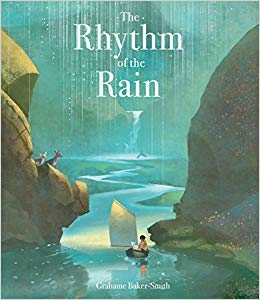 The
Rhythm
of the
Rain
Grahame Baker-Smith